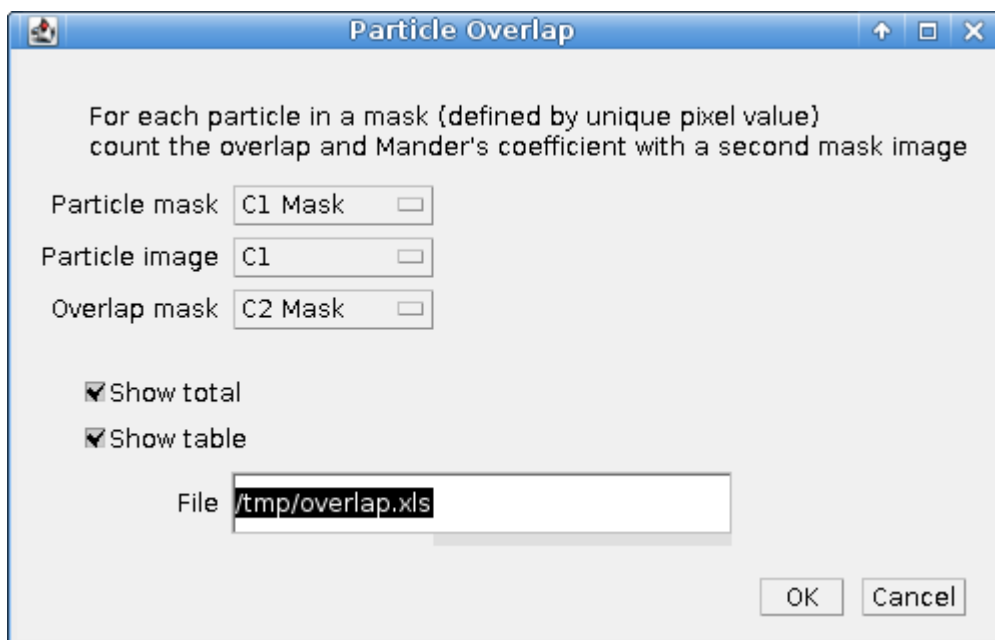 Particle Overlap
For each particle in a mask (defined by unique pixel value)
count the overlap and Mander's coefficient with a second mask image
Particle mask C1 Mask
Particle image C1
Overlap mask C2 Mask
Show total
Show table
File /tmp/overlap.xls
OK Cancel